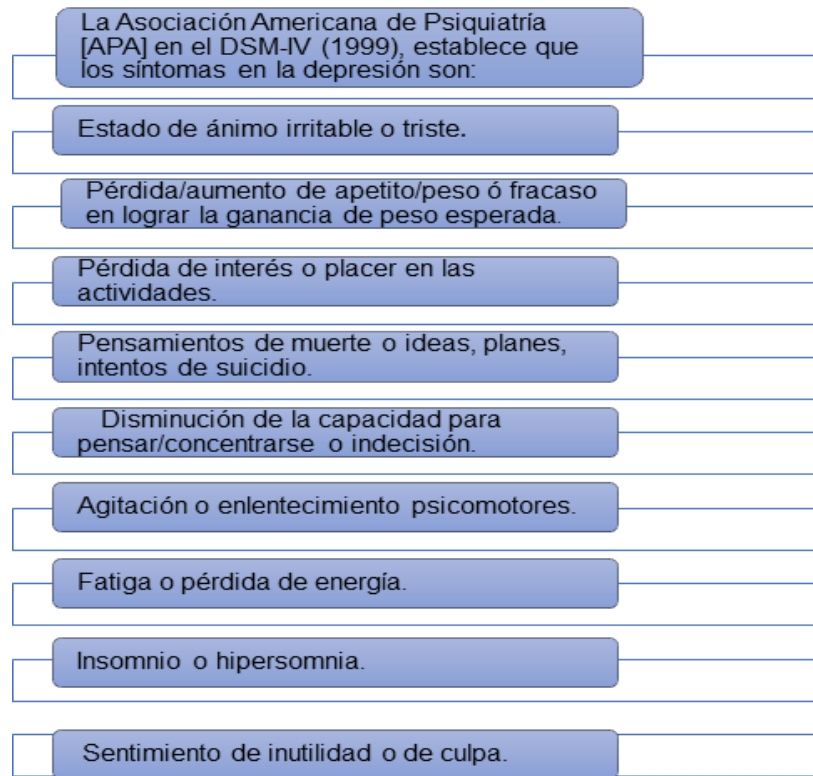 La Asociación Americana de Psiquiatría
[APA] en el DSM-IV (1999), establece que
los síntomas en la depresión son:
Estado de ánimo irritable o triste.
Pérdida/aumento de apetito/peso ó fracaso
en lograr la ganancia de peso esperada.
Pérdida de interés o placer en las
actividades.
Pensamientos de muerte o ideas, planes,
intentos de suicidio.
Disminución de la capacidad para
pensar/concentrarse o indecisión.
Agitación o enlentecimiento psicomotores.
Fatiga o pérdida de energía.
Insomnio o hipersomnia.
Sentimiento de inutilidad o de culpa.